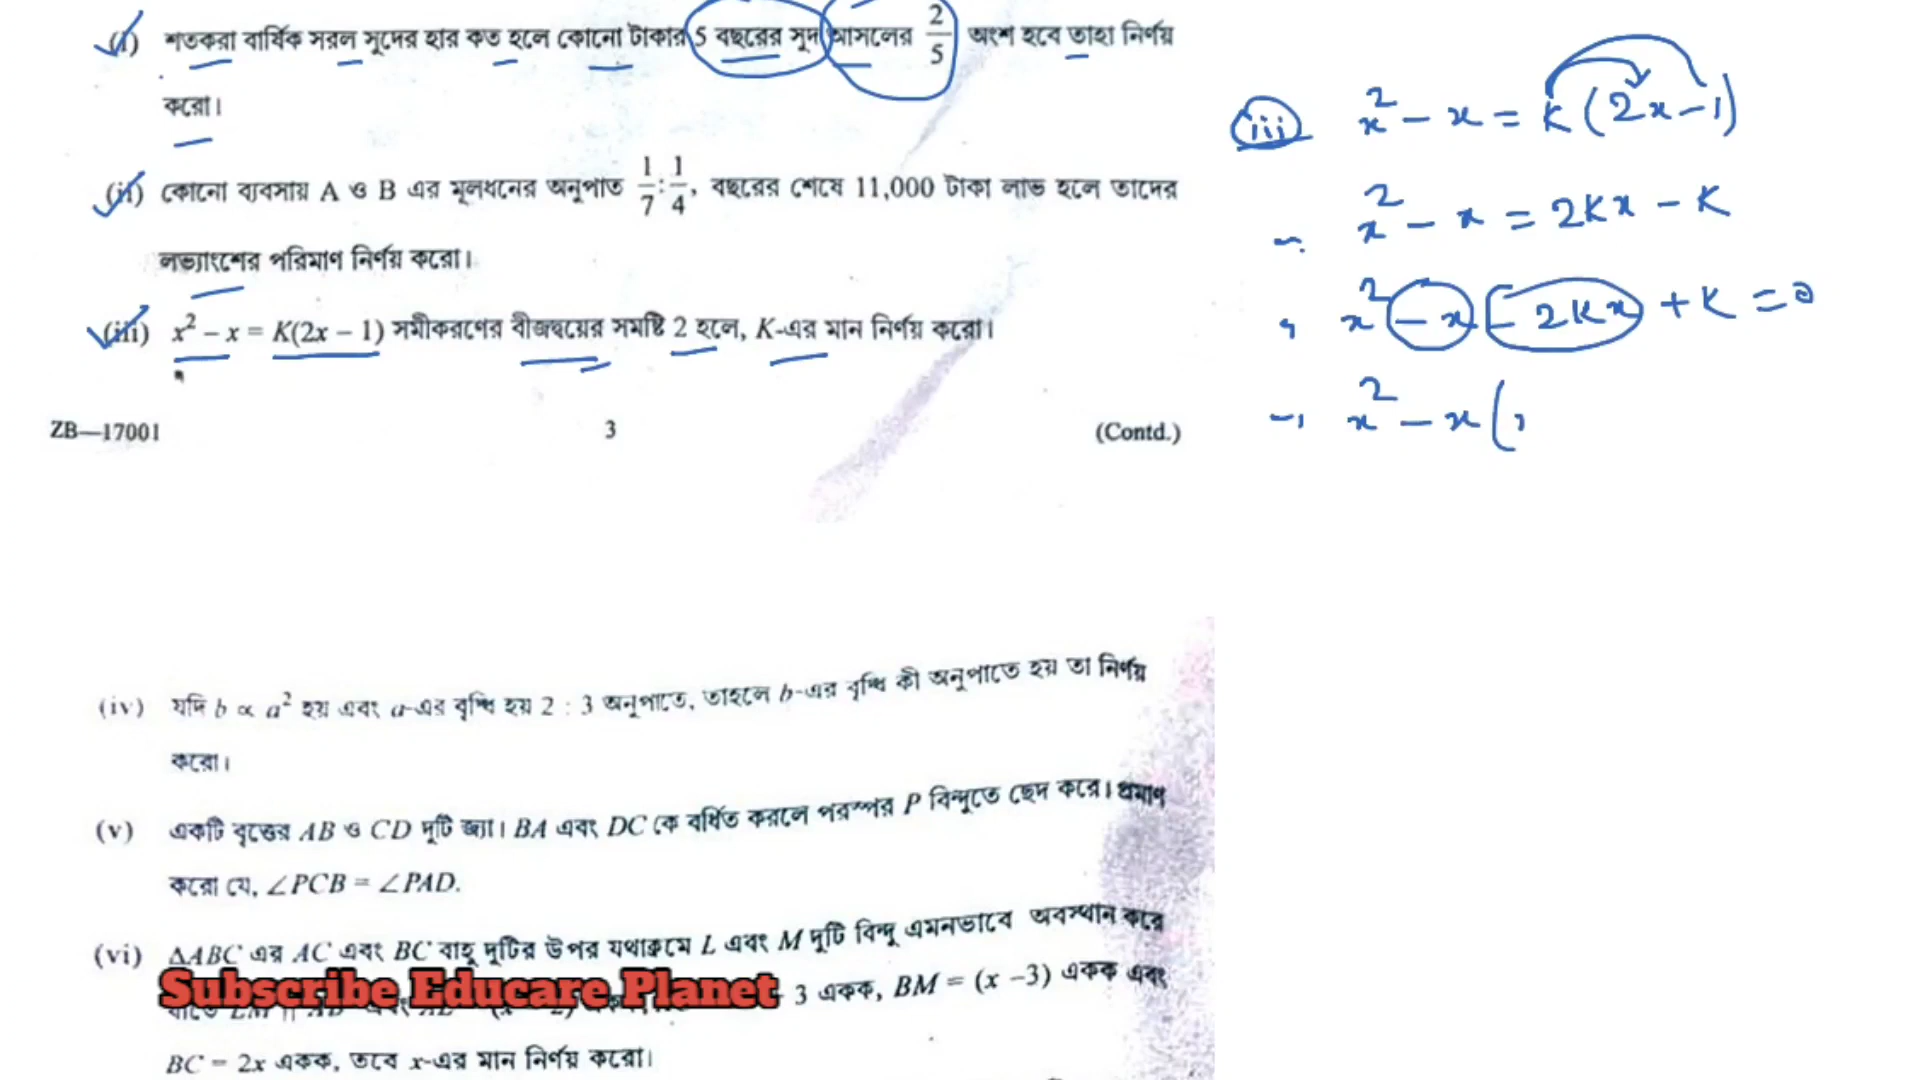 (i) শতকরা বার্ষিক সরল সুদের হার কত হলে কোনো টাকার 5 বছরের সুদ আসলের 2/5 অংশ হবে তাহা নির্ণয়
করো।
(ii) কোনো ব্যবসায় A ও B এর মূলধনের অনুপাত 1/7 : 1/4, বছরের শেষে 11,000 টাকা লাভ হলে তাদের
লভ্যাংশের পরিমাণ নির্ণয় করো।
(iii) x² – x = K(2x – 1) সমীকরণের বীজদ্বয়ের সমষ্টি 2 হলে, K-এর মান নির্ণয় করো।
ZB—17001 3 (Contd.)
(iv) যদি b ∝ a² হয় এবং a-এর বৃদ্ধি হয় 2 : 3 অনুপাতে, তাহলে b-এর বৃদ্ধি কী অনুপাতে হয় তা নির্ণয়
করো।
(v) একটি বৃত্তের AB ও CD দুটি জ্যা। BA এবং DC কে বর্ধিত করলে পরস্পর P বিন্দুতে ছেদ করে। প্রমাণ
করো যে, ∠PCB = ∠PAD.
(vi) ΔABC এর AC এবং BC বাহু দুটির উপর যথাক্রমে L এবং M দুটি বিন্দু এমনভাবে অবস্থান করে
3 একক, BM = (x –3) একক এবং
BC = 2x একক, তবে x-এর মান নির্ণয় করো।
Subscribe Educare Planet
(iii) x² – x = K (2x – 1)
x² – x = 2Kx – K
x² – x – 2Kx + K = 0
x² – x (